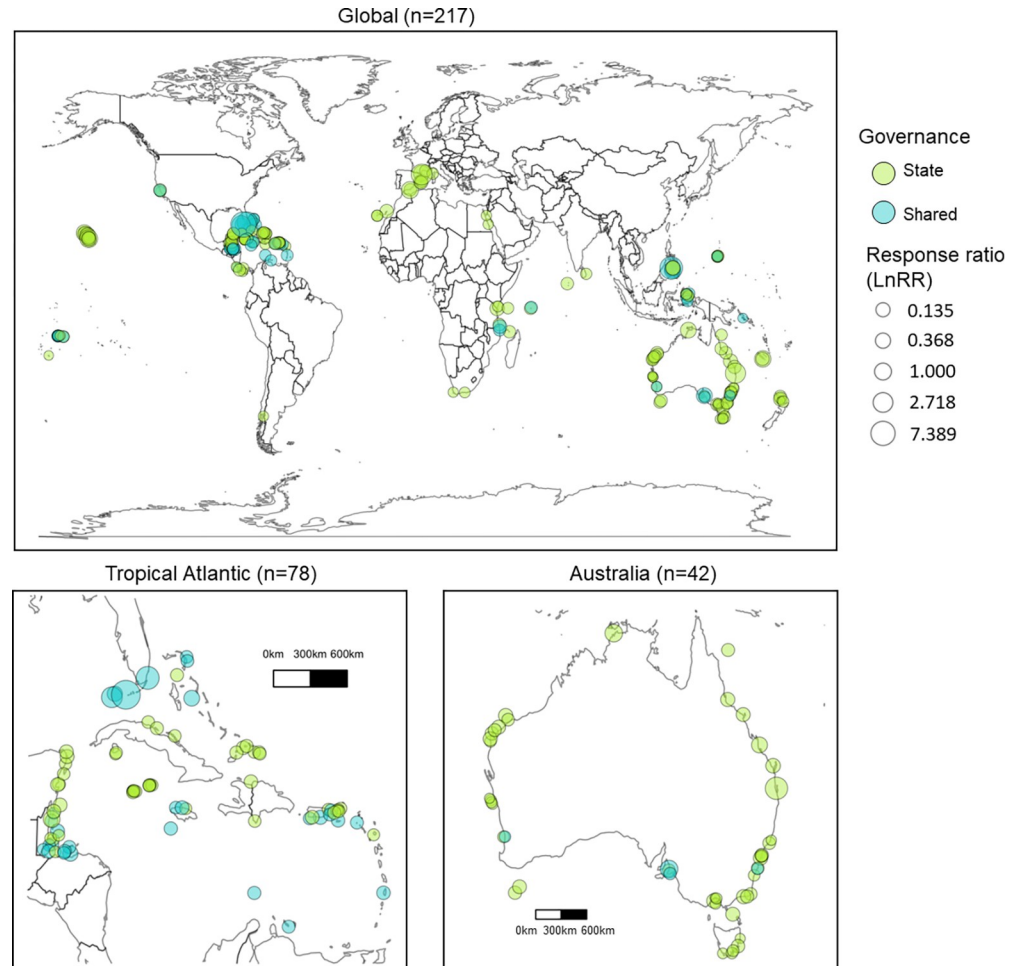 Global (n=217)
Governance
State
Shared
Response ratio
(LnRR)
0.135
0.368
1.000
2.718
7.389
Tropical Atlantic (n=78)
Australia (n=42)
0km 300km 600km
0km 300km 600km